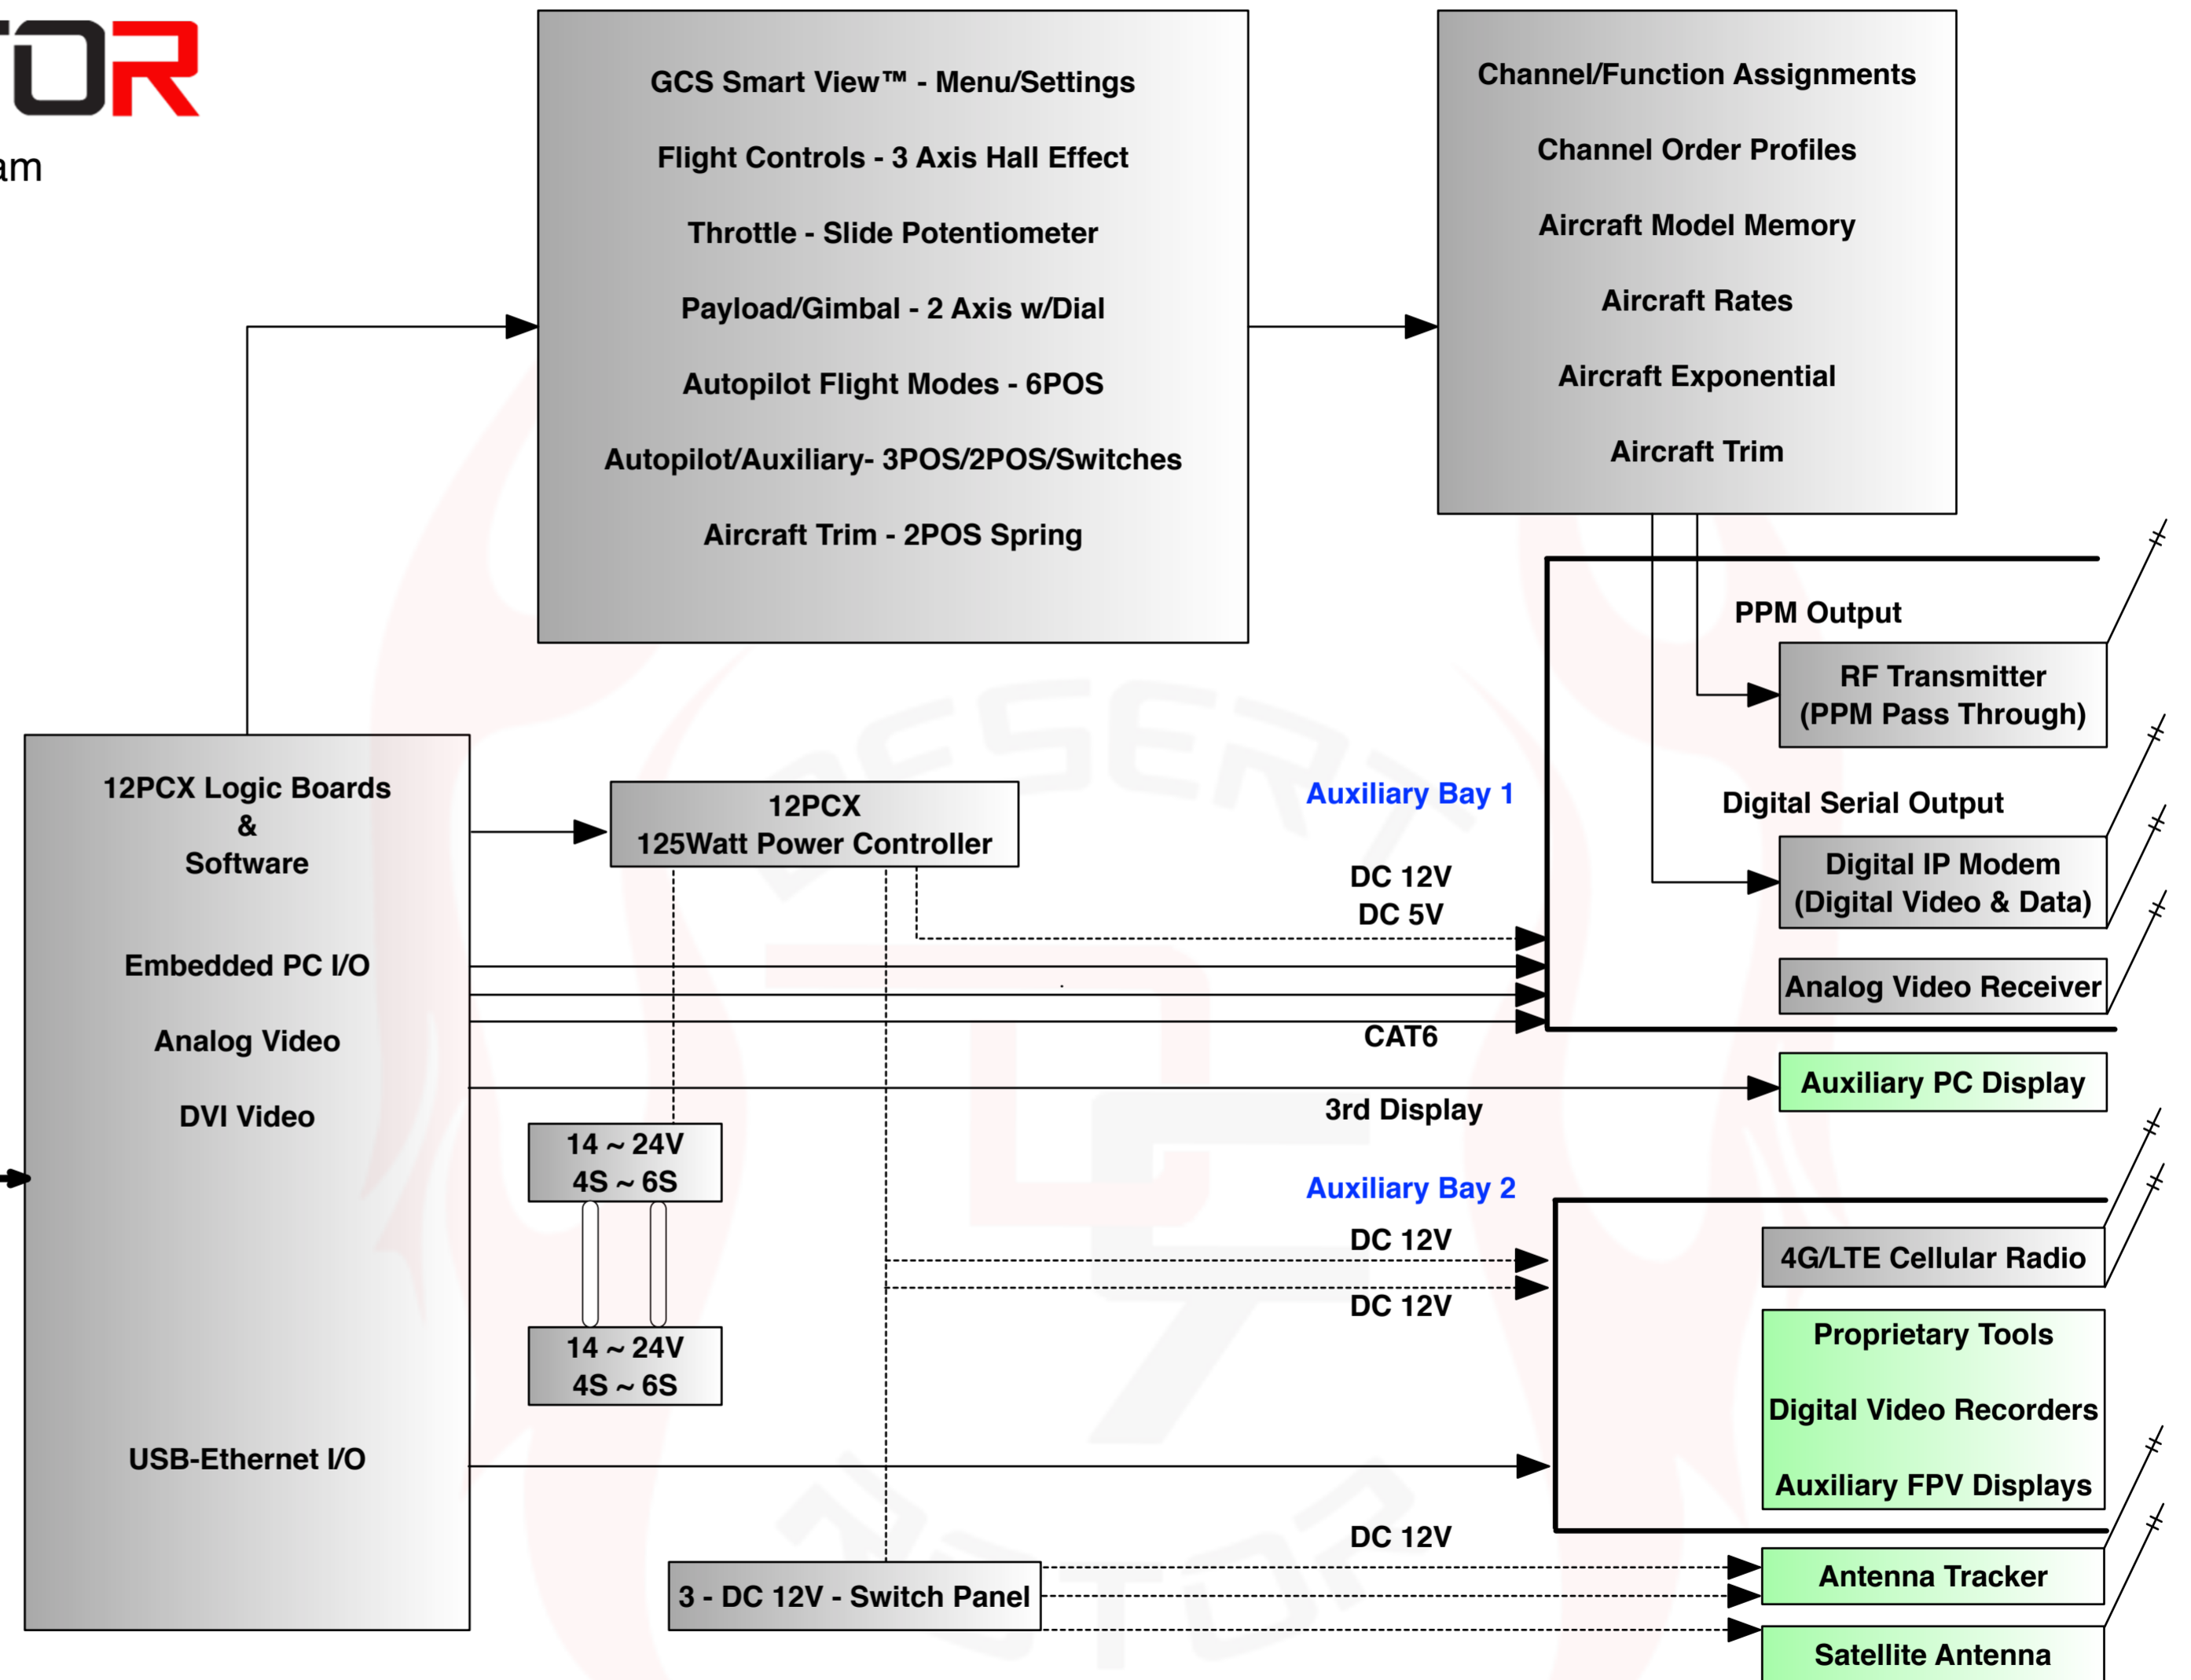 TOR
am
GCS Smart View™ - Menu/Settings
Flight Controls - 3 Axis Hall Effect
Throttle - Slide Potentiometer
Payload/Gimbal - 2 Axis w/Dial
Autopilot Flight Modes - 6POS
Autopilot/Auxiliary- 3POS/2POS/Switches
Aircraft Trim - 2POS Spring
Channel/Function Assignments
Channel Order Profiles
Aircraft Model Memory
Aircraft Rates
Aircraft Exponential
Aircraft Trim
PPM Output
RF Transmitter
(PPM Pass Through)
Digital Serial Output
Digital IP Modem
(Digital Video & Data)
Analog Video Receiver
12PCX Logic Boards
&
Software
Embedded PC I/O
Analog Video
DVI Video
USB-Ethernet I/O
12PCX
125Watt Power Controller
Auxiliary Bay 1
DC 12V
DC 5V
CAT6
3rd Display
Auxiliary PC Display
14 ~ 24V
4S ~ 6S
14 ~ 24V
4S ~ 6S
Auxiliary Bay 2
DC 12V
DC 12V
4G/LTE Cellular Radio
Proprietary Tools
Digital Video Recorders
Auxiliary FPV Displays
DC 12V
3 - DC 12V - Switch Panel
Antenna Tracker
Satellite Antenna
DESERT
ROTOR